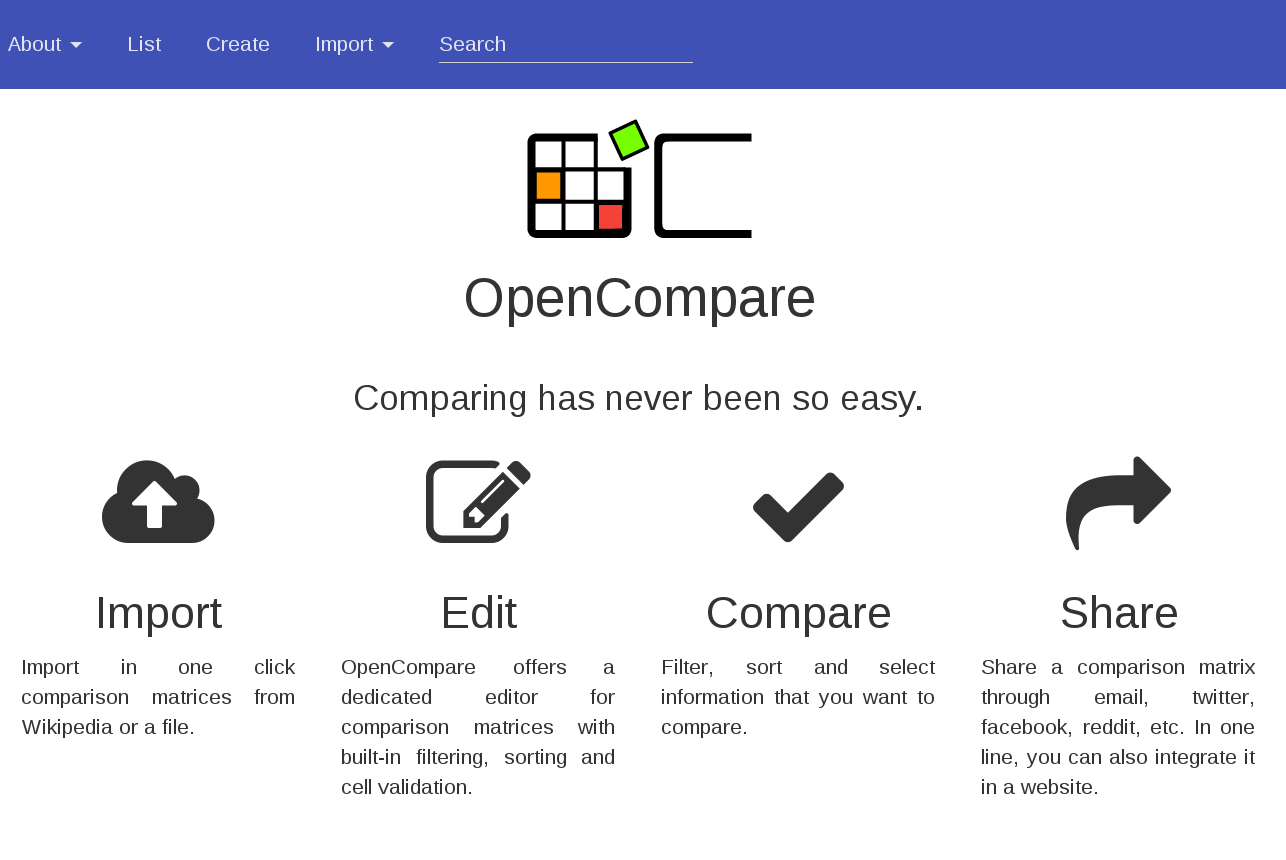 About List Create Import Search
OpenCompare
Comparing has never been so easy.
Import
Import in one click
comparison matrices from
Wikipedia or a file.
Edit
OpenCompare offers a
dedicated editor for
comparison matrices with
built-in filtering, sorting and
cell validation.
Compare
Filter, sort and select
information that you want to
compare.
Share
Share a comparison matrix
through email, twitter,
facebook, reddit, etc. In one
line, you can also integrate it
in a website.